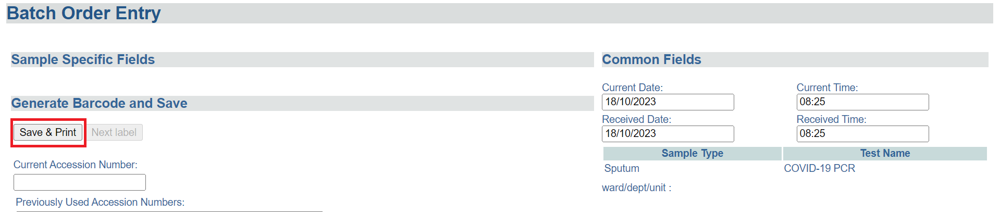 Batch Order Entry
Sample Specific Fields
Generate Barcode and Save
Save & Print
Next label
Current Accession Number:
Previously Used Accession Numbers:
Common Fields
Current Date:
Current Time:
18/10/2023
08:25
Received Date:
Received Time:
18/10/2023
08:25
Sample Type
Test Name
Sputum
COVID-19 PCR
ward/dept/unit :